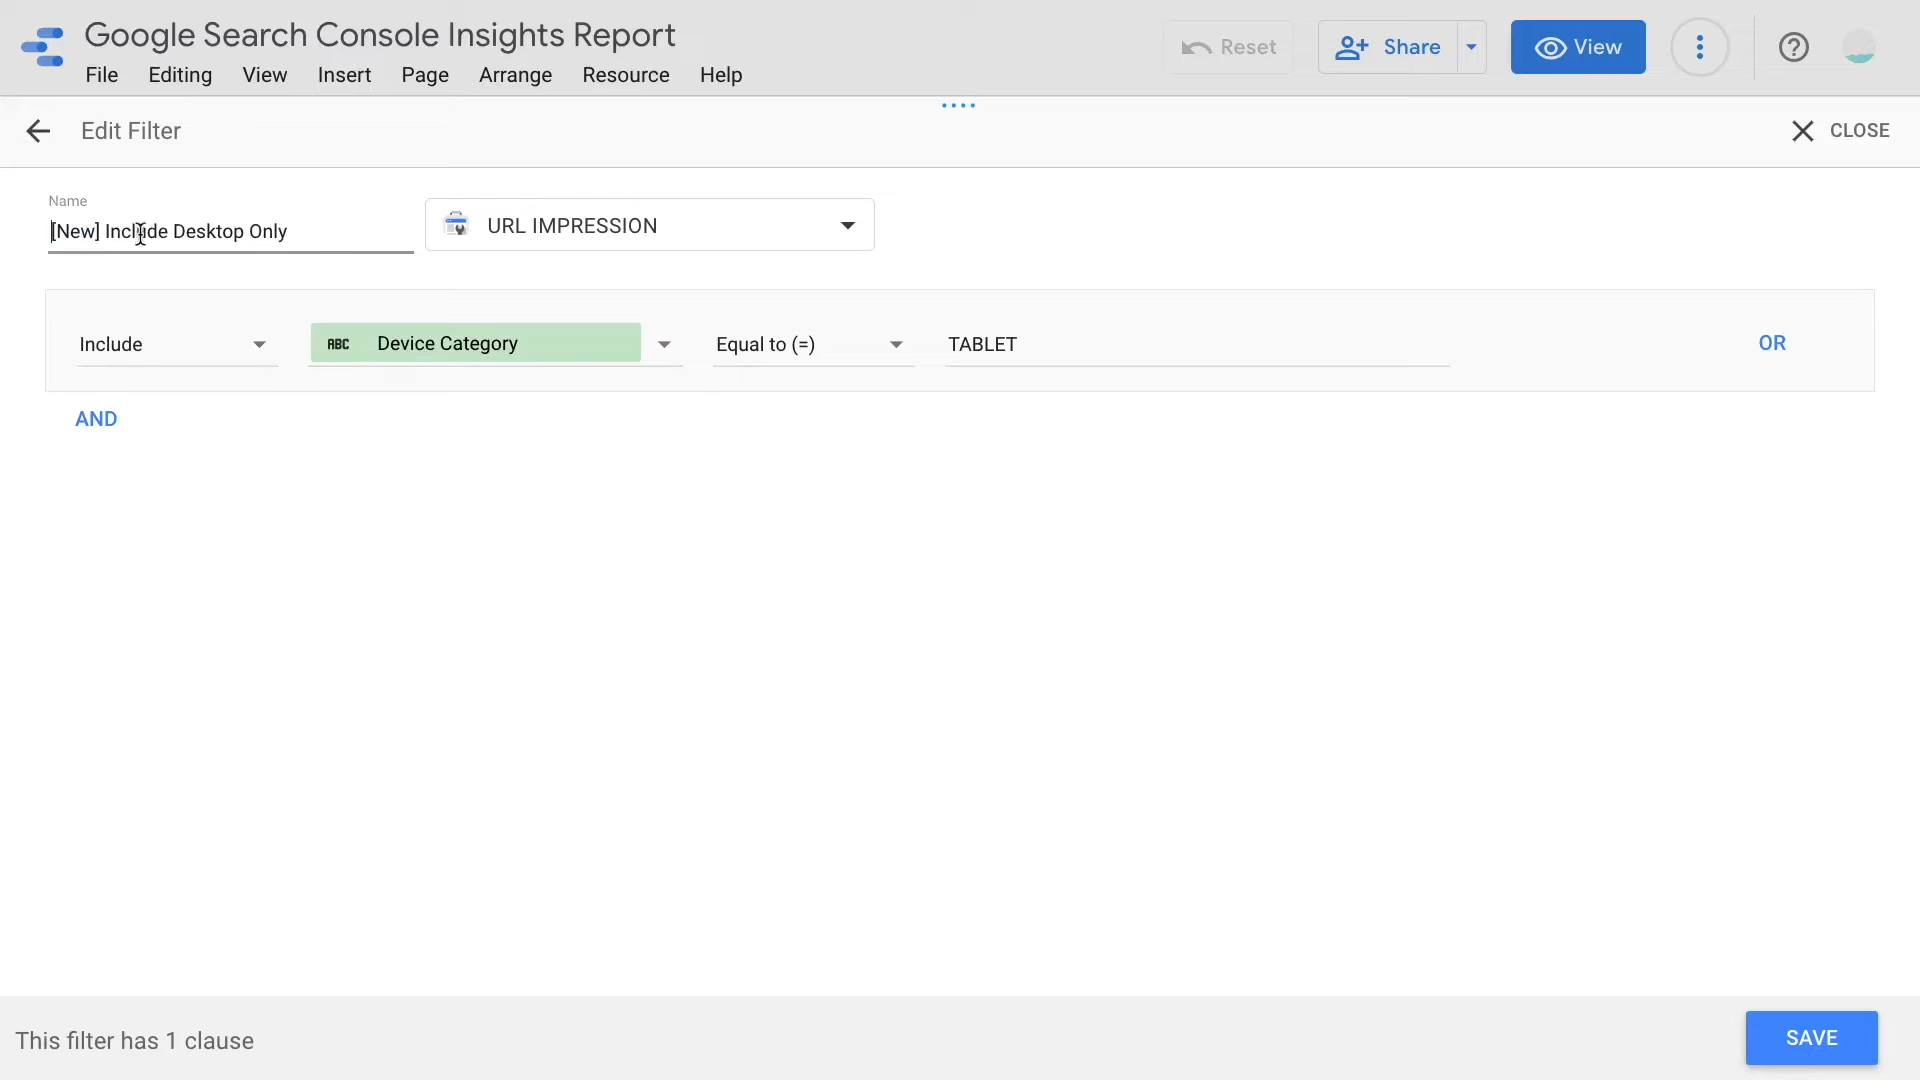 Google Search Console Insights Report
File Editing View Insert Page Arrange Resource Help
Reset
Share
View
Edit Filter
CLOSE
Name
[New] Include Desktop Only
URL IMPRESSION
Include
ABC Device Category
Equal to (=)
TABLET
OR
AND
This filter has 1 clause
SAVE